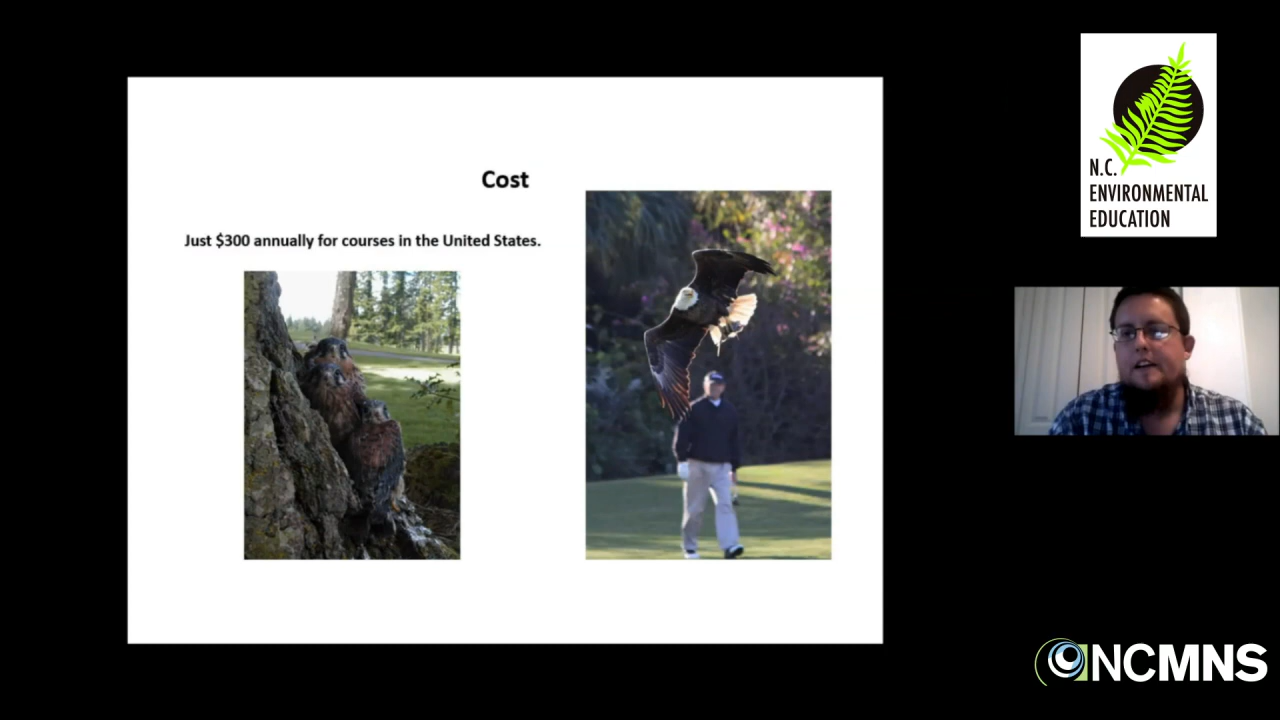 Cost
Just $300 annually for courses in the United States.
N.C.
ENVIRONMENTAL
EDUCATION
NCMNS